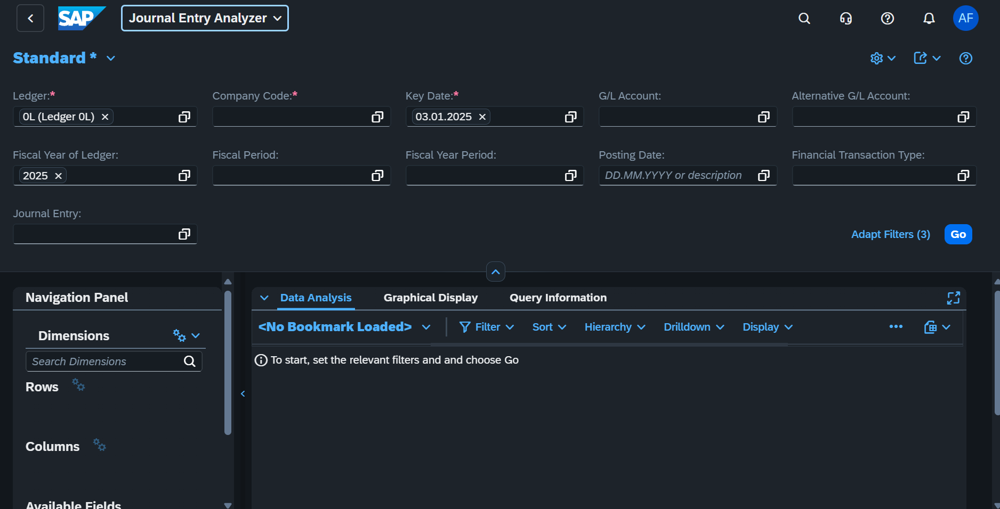 SAP Journal Entry Analyzer AF
Standard *
Ledger:* Company Code:* Key Date:* G/L Account: Alternative G/L Account:
0L (Ledger 0L) 03.01.2025
Fiscal Year of Ledger: Fiscal Period: Fiscal Year Period: Posting Date: Financial Transaction Type:
2025 DD.MM.YYYY or description
Journal Entry:
Adapt Filters (3) Go
Navigation Panel
Dimensions
Search Dimensions
Rows
Columns
Available Fields
Data Analysis Graphical Display Query Information
<No Bookmark Loaded> Filter Sort Hierarchy Drilldown Display
To start, set the relevant filters and and choose Go